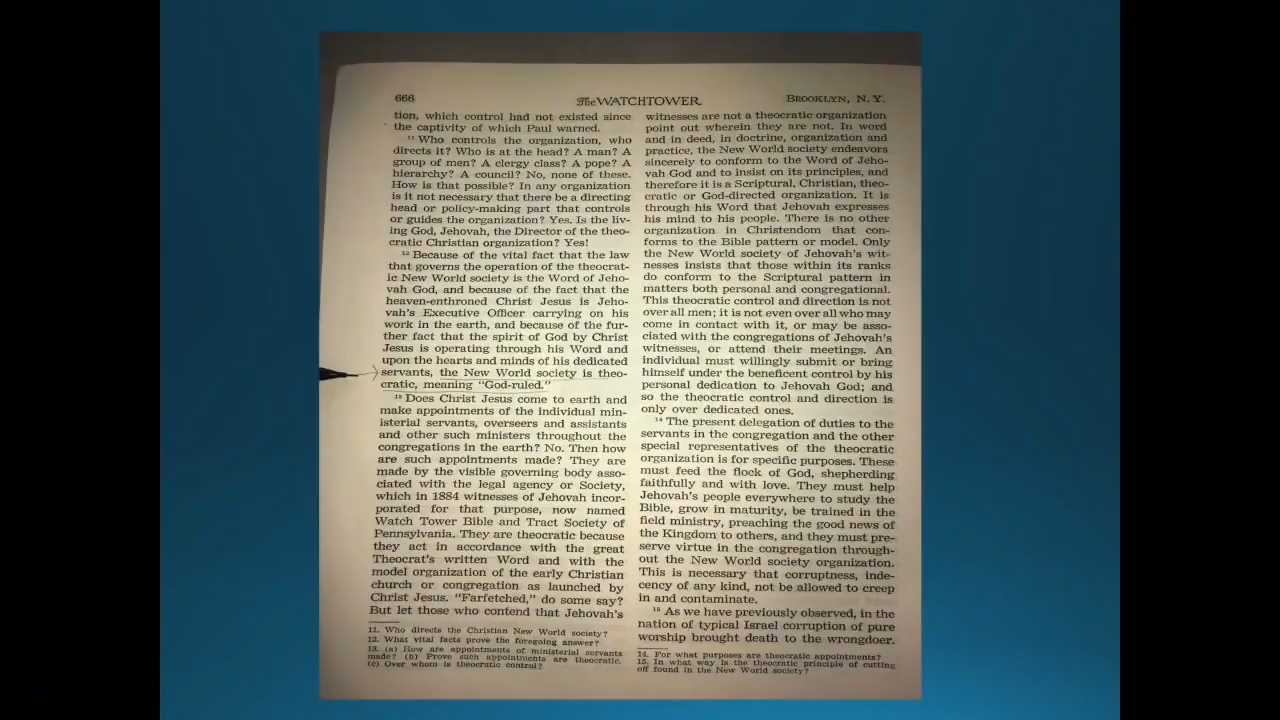 666
The WATCHTOWER
BROOKLYN, N. Y.
tion, which control had not existed since
the captivity of which Paul warned.
11 Who controls the organization, who
directs it? Who is at the head? A man? A
group of men? A clergy class? A pope? A
hierarchy? A council? No, none of these.
How is that possible? In any organization
is it not necessary that there be a directing
head or policy-making part that controls
or guides the organization? Yes. Is the liv-
ing God, Jehovah, the Director of the theo-
cratic Christian organization? Yes!
12 Because of the vital fact that the law
that governs the operation of the theocrat-
ic New World society is the Word of Jeho-
vah God, and because of the fact that the
heaven-enthroned Christ Jesus is Jeho-
vah's Executive Officer carrying on his
work in the earth, and because of the fur-
ther fact that the spirit of God by Christ
Jesus is operating through his Word and
upon the hearts and minds of his dedicated
servants, the New World society is theo-
cratic, meaning "God-ruled."
13 Does Christ Jesus come to earth and
make appointments of the individual min-
isterial servants, overseers and assistants
and other such ministers throughout the
congregations in the earth? No. Then how
are such appointments made? They are
made by the visible governing body asso-
ciated with the legal agency or Society,
which in 1884 witnesses of Jehovah incor-
porated for that purpose, now named
Watch Tower Bible and Tract Society of
Pennsylvania. They are theocratic because
they act in accordance with the great
Theocrat's written Word and with the
model organization of the early Christian
church or congregation as launched by
Christ Jesus. "Farfetched," do some say?
But let those who contend that Jehovah's
11. Who directs the Christian New World society?
12. What vital facts prove the foregoing answer?
13. (a) How are appointments of ministerial servants
made? (b) Prove such appointments are theocratic.
(c) Over whom is theocratic control?
witnesses are not a theocratic organization
point out wherein they are not. In word
and in deed, in doctrine, organization and
practice, the New World society endeavors
sincerely to conform to the Word of Jeho-
vah God and to insist on its principles, and
therefore it is a Scriptural, Christian, theo-
cratic or God-directed organization. It is
through his Word that Jehovah expresses
his mind to his people. There is no other
organization in Christendom that con-
forms to the Bible pattern or model. Only
the New World society of Jehovah's wit-
nesses insists that those within its ranks
do conform to the Scriptural pattern in
matters both personal and congregational.
This theocratic control and direction is not
over all men; it is not even over all who may
come in contact with it, or may be asso-
ciated with the congregations of Jehovah's
witnesses, or attend their meetings. An
individual must willingly submit or bring
himself under the beneficent control by his
personal dedication to Jehovah God; and
so the theocratic control and direction is
only over dedicated ones.
14 The present delegation of duties to the
servants in the congregation and the other
special representatives of the theocratic
organization is for specific purposes. These
must feed the flock of God, shepherding
faithfully and with love. They must help
Jehovah's people everywhere to study the
Bible, grow in maturity, be trained in the
field ministry, preaching the good news of
the Kingdom to others, and they must pre-
serve virtue in the congregation through-
out the New World society organization.
This is necessary that corruptness, inde-
cency of any kind, not be allowed to creep
in and contaminate.
15 As we have previously observed, in the
nation of typical Israel corruption of pure
worship brought death to the wrongdoer.
14. For what purposes are theocratic appointments?
15. In what way is the theocratic principle of cutting
off found in the New World society?